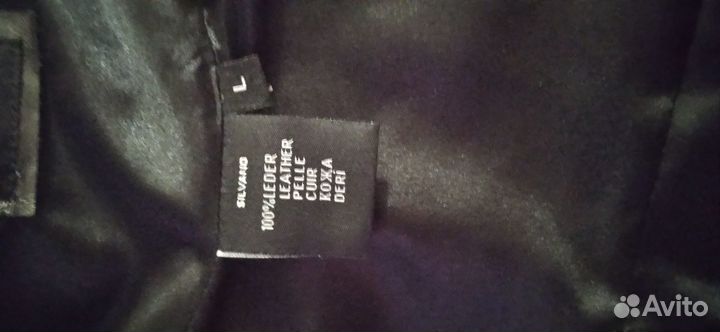 L
SILVANO
100%LEDER
LEATHER
PELLE
CUIR
КОЖА
DERİ
Avito